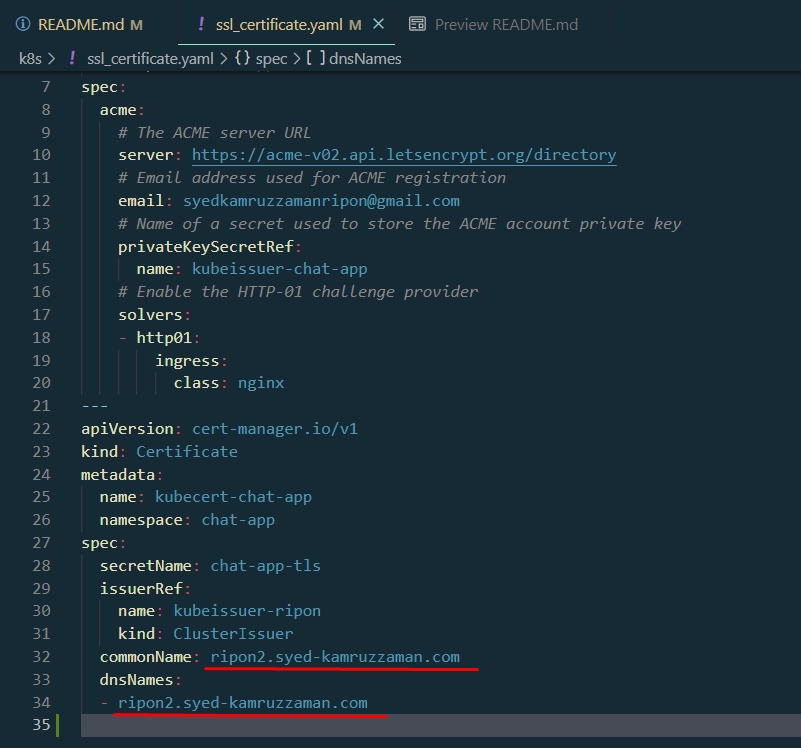 README.md M
! ssl_certificate.yaml M ×
Preview README.md
k8s > ! ssl_certificate.yaml > {} spec > [ ] dnsNames
7 spec:
8   acme:
9     # The ACME server URL
10     server: https://acme-v02.api.letsencrypt.org/directory
11     # Email address used for ACME registration
12     email: syedkamruzzamanripon@gmail.com
13     # Name of a secret used to store the ACME account private key
14     privateKeySecretRef:
15       name: kubeissuer-chat-app
16     # Enable the HTTP-01 challenge provider
17     solvers:
18     - http01:
19         ingress:
20           class: nginx
21 ---
22 apiVersion: cert-manager.io/v1
23 kind: Certificate
24 metadata:
25   name: kubecert-chat-app
26   namespace: chat-app
27 spec:
28   secretName: chat-app-tls
29   issuerRef:
30     name: kubeissuer-ripon
31     kind: ClusterIssuer
32   commonName: ripon2.syed-kamruzzaman.com
33   dnsNames:
34   - ripon2.syed-kamruzzaman.com
35